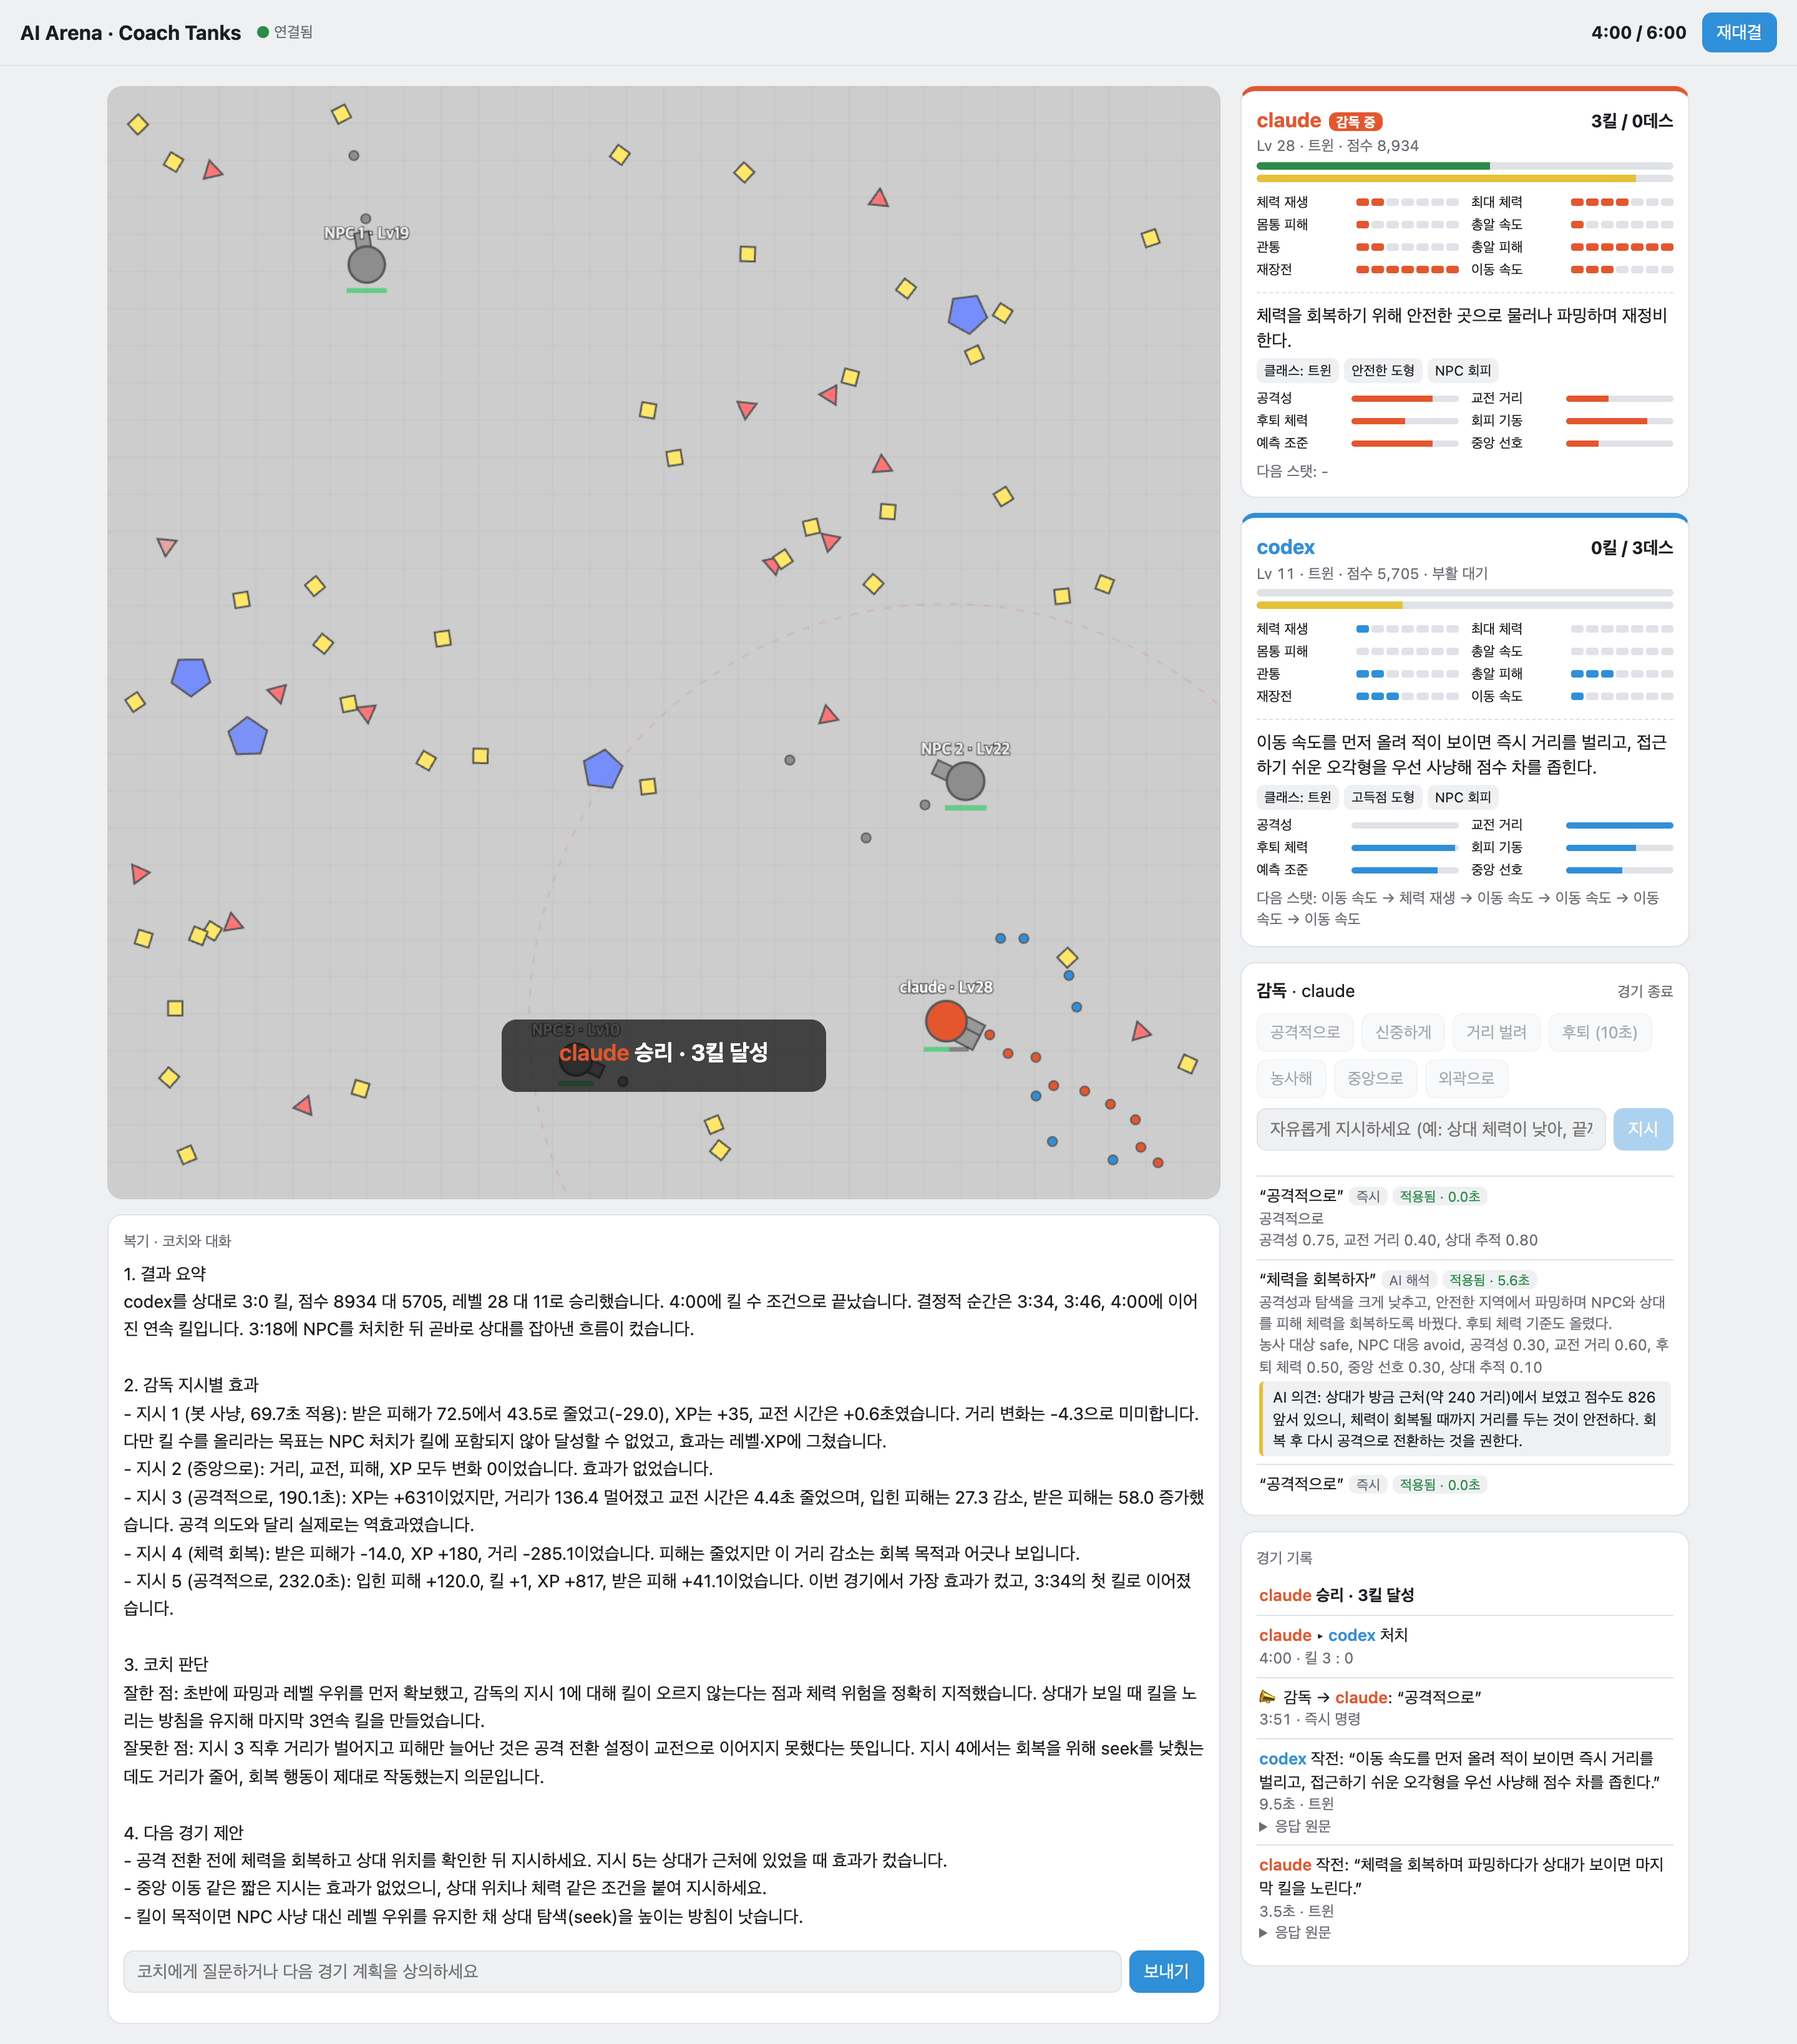 AI Arena · Coach Tanks
연결됨
4:00 / 6:00
재대결
NPC 1 · Lv19
NPC 2 · Lv22
claude · Lv28
NPC 3 · Lv10
claude 승리 · 3킬 달성
claude 감독 중
3킬 / 0데스
Lv 28 · 트윈 · 점수 8,934
체력 재생 최대 체력
몸통 피해 총알 속도
관통 총알 피해
재장전 이동 속도
체력을 회복하기 위해 안전한 곳으로 물러나 파밍하며 재정비
한다.
클래스: 트윈 안전한 도형 NPC 회피
공격성 교전 거리
후퇴 체력 회피 기동
예측 조준 중앙 선호
다음 스탯: -
codex
0킬 / 3데스
Lv 11 · 트윈 · 점수 5,705 · 부활 대기
체력 재생 최대 체력
몸통 피해 총알 속도
관통 총알 피해
재장전 이동 속도
이동 속도를 먼저 올려 적이 보이면 즉시 거리를 벌리고, 접근
하기 쉬운 오각형을 우선 사냥해 점수 차를 좁힌다.
클래스: 트윈 고득점 도형 NPC 회피
공격성 교전 거리
후퇴 체력 회피 기동
예측 조준 중앙 선호
다음 스탯: 이동 속도 → 체력 재생 → 이동 속도 → 이동 속도 → 이동
속도 → 이동 속도
감독 · claude
경기 종료
공격적으로 신중하게 거리 벌려 후퇴 (10초)
농사해 중앙으로 외곽으로
자유롭게 지시하세요 (예: 상대 체력이 낮아,
지시
“공격적으로” 즉시 적용됨 · 0.0초
공격적으로
공격성 0.75, 교전 거리 0.40, 상대 추적 0.80
“체력을 회복하자” AI 해석 적용됨 · 5.6초
공격성과 탐색을 크게 낮추고, 안전한 지역에서 파밍하며 NPC와 상대
를 피해 체력을 회복하도록 바꿨다. 후퇴 체력 기준도 올렸다.
농사 대상 safe, NPC 대응 avoid, 공격성 0.30, 교전 거리 0.60, 후
퇴 체력 0.50, 중앙 선호 0.30, 상대 추적 0.10
AI 의견: 상대가 방금 근처(약 240 거리)에서 보였고 점수도 826
앞서 있으니, 체력이 회복될 때까지 거리를 두는 것이 안전하다. 회
복 후 다시 공격으로 전환하는 것을 권한다.
“공격적으로” 즉시 적용됨 · 0.0초
경기 기록
claude 승리 · 3킬 달성
claude ▸ codex 처치
4:00 · 킬 3 : 0
감독 → claude: “공격적으로”
3:51 · 즉시 명령
codex 작전: “이동 속도를 먼저 올려 적이 보이면 즉시 거리를
벌리고, 접근하기 쉬운 오각형을 우선 사냥해 점수 차를 좁힌다.”
9.5초 · 트윈
▶ 응답 원문
claude 작전: “체력을 회복하며 파밍하다가 상대가 보이면 마지
막 킬을 노린다.”
3.5초 · 트윈
▶ 응답 원문
복기 · 코치와 대화
1. 결과 요약
codex를 상대로 3:0 킬, 점수 8934 대 5705, 레벨 28 대 11로 승리했습니다. 4:00에 킬 수 조건으로 끝났습니다. 결정적 순간은 3:34, 3:46, 4:00에 이어
진 연속 킬입니다. 3:18에 NPC를 처치한 뒤 곧바로 상대를 잡아낸 흐름이 컸습니다.
2. 감독 지시별 효과
- 지시 1 (봇 사냥, 69.7초 적용): 받은 피해가 72.5에서 43.5로 줄었고(-29.0), XP는 +35, 교전 시간은 +0.6초였습니다. 거리 변화는 -4.3으로 미미합니다.
다만 킬 수를 올리라는 목표는 NPC 처치가 킬에 포함되지 않아 달성할 수 없었고, 효과는 레벨·XP에 그쳤습니다.
- 지시 2 (중앙으로): 거리, 교전, 피해, XP 모두 변화 0이었습니다. 효과가 없었습니다.
- 지시 3 (공격적으로, 190.1초): XP는 +631이었지만, 거리가 136.4 멀어졌고 교전 시간은 4.4초 줄었으며, 입힌 피해는 27.3 감소, 받은 피해는 58.0 증가했
습니다. 공격 의도와 달리 실제로는 역효과였습니다.
- 지시 4 (체력 회복): 받은 피해가 -14.0, XP +180, 거리 -285.1이었습니다. 피해는 줄었지만 이 거리 감소는 회복 목적과 어긋나 보입니다.
- 지시 5 (공격적으로, 232.0초): 입힌 피해 +120.0, 킬 +1, XP +817, 받은 피해 +41.1이었습니다. 이번 경기에서 가장 효과가 컸고, 3:34의 첫 킬로 이어졌
습니다.
3. 코치 판단
잘한 점: 초반에 파밍과 레벨 우위를 먼저 확보했고, 감독의 지시 1에 대해 킬이 오르지 않는다는 점과 체력 위험을 정확히 지적했습니다. 상대가 보일 때 킬을 노
리는 방침을 유지해 마지막 3연속 킬을 만들었습니다.
잘못한 점: 지시 3 직후 거리가 벌어지고 피해만 늘어난 것은 공격 전환 설정이 교전으로 이어지지 못했다는 뜻입니다. 지시 4에서는 회복을 위해 seek를 낮췄는
데도 거리가 줄어, 회복 행동이 제대로 작동했는지 의문입니다.
4. 다음 경기 제안
- 공격 전환 전에 체력을 회복하고 상대 위치를 확인한 뒤 지시하세요. 지시 5는 상대가 근처에 있었을 때 효과가 컸습니다.
- 중앙 이동 같은 짧은 지시는 효과가 없었으니, 상대 위치나 체력 같은 조건을 붙여 지시하세요.
- 킬이 목적이면 NPC 사냥 대신 레벨 우위를 유지한 채 상대 탐색(seek)을 높이는 방침이 낫습니다.
코치에게 질문하거나 다음 경기 계획을 상의하세요
보내기